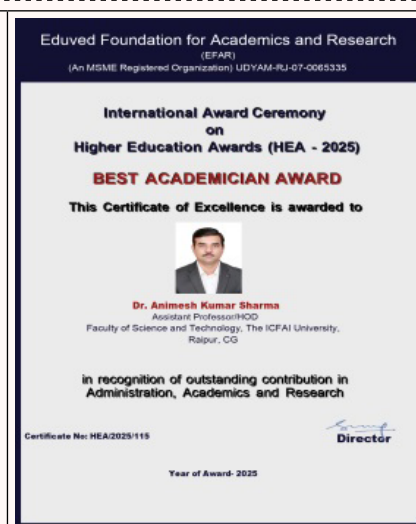 Eduved Foundation for Academics and Research
(EFAR)
(An MSME Registered Organization) UDYAM-RJ-07-0065335
International Award Ceremony
on
Higher Education Awards (HEA - 2025)
BEST ACADEMICIAN AWARD
This Certificate of Excellence is awarded to
Dr. Animesh Kumar Sharma
Assistant Professor/HOD
Faculty of Science and Technology, The ICFAI University,
Raipur, CG
in recognition of outstanding contribution in
Administration, Academics and Research
Certificate No: HEA/2025/115
Director
Year of Award- 2025